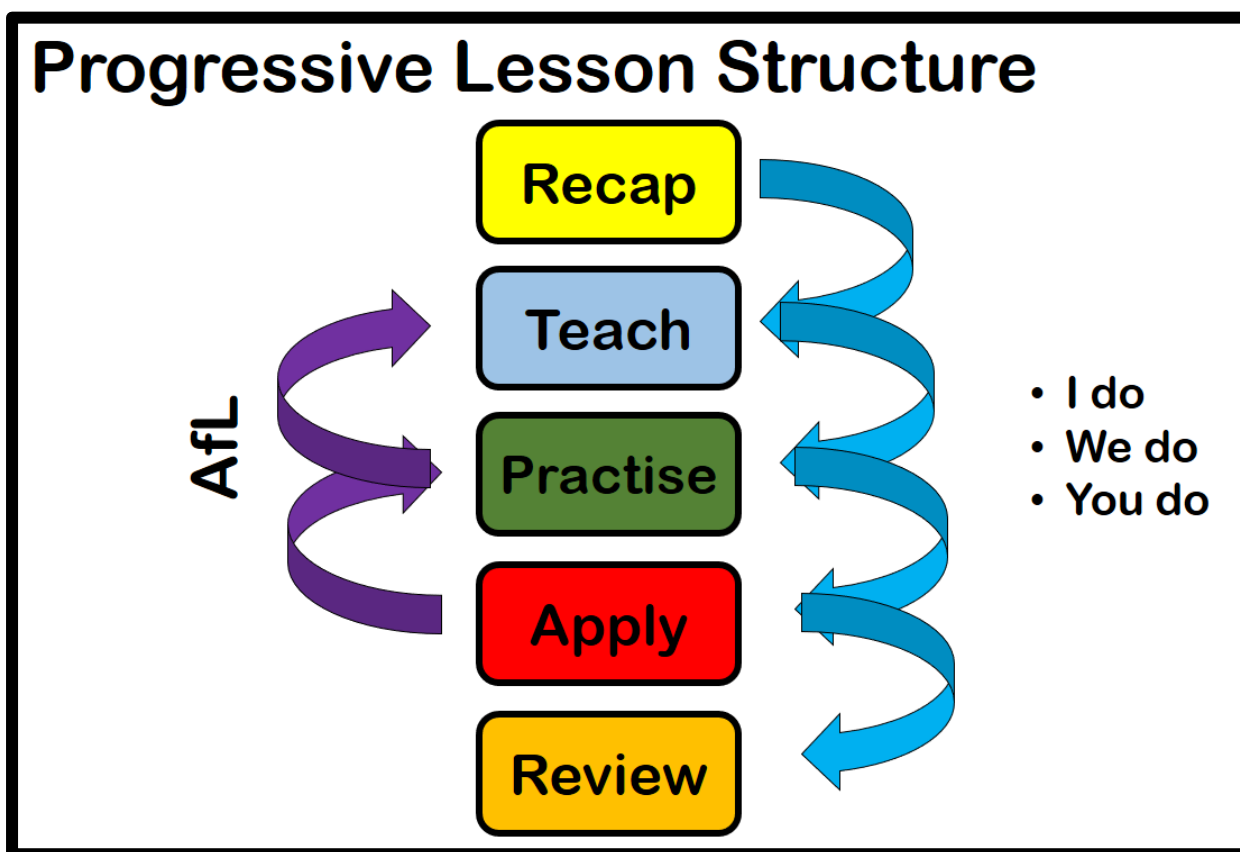 Progressive Lesson Structure
Recap
Teach
Practise
Apply
Review
AfL
• I do
• We do
• You do